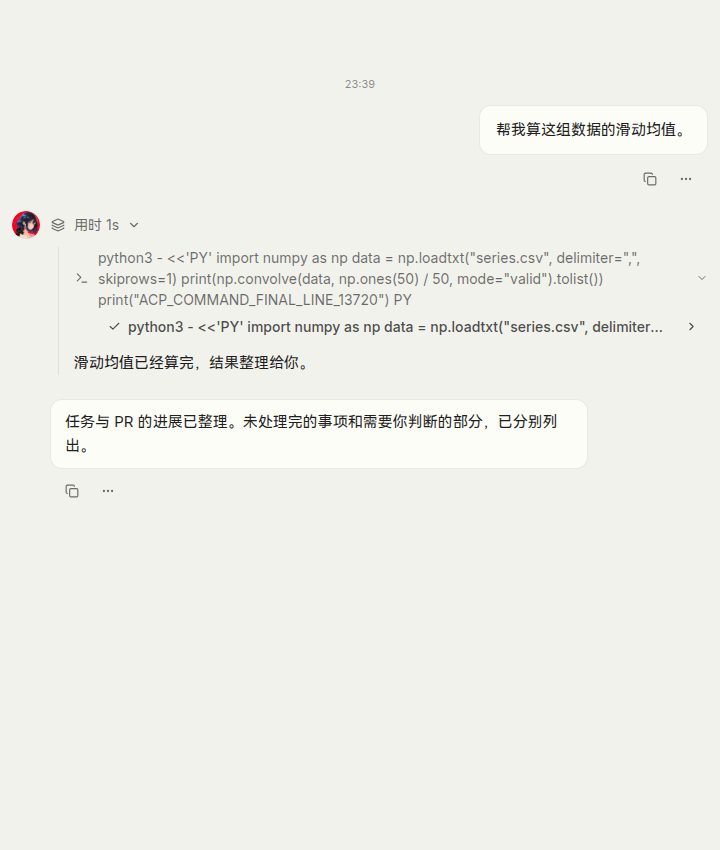 23:39
帮我算这组数据的滑动均值。
用时 1s
python3 - <<'PY' import numpy as np data = np.loadtxt("series.csv", delimiter=",",
skiprows=1) print(np.convolve(data, np.ones(50) / 50, mode="valid").tolist())
print("ACP_COMMAND_FINAL_LINE_13720") PY
python3 - <<'PY' import numpy as np data = np.loadtxt("series.csv", delimiter...
滑动均值已经算完，结果整理给你。
任务与 PR 的进展已整理。未处理完的事项和需要你判断的部分，已分别列
出。